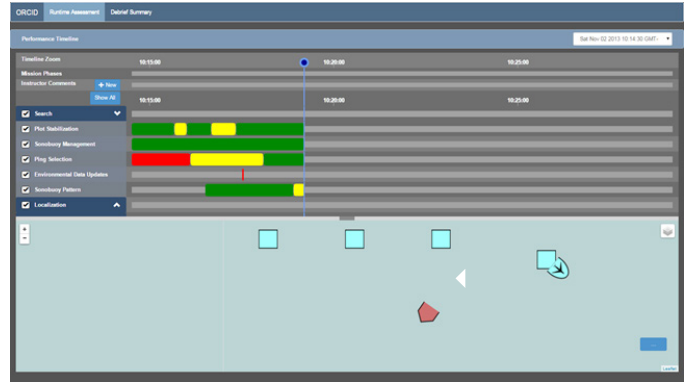 ORCID Runtime Assessment Debrief Summary
Performance Timeline Sat Nov 02 2013 10:14:30 GMT-
Timeline Zoom 10:15:00 10:20:00 10:25:00
Mission Phases
Instructor Comments + New
Show All 10:15:00 10:20:00 10:25:00
Search
Plot Stabilization
Sonobuoy Management
Ping Selection
Environmental Data Updates
Sonobuoy Pattern
Localization
+
-
...
Leaflet